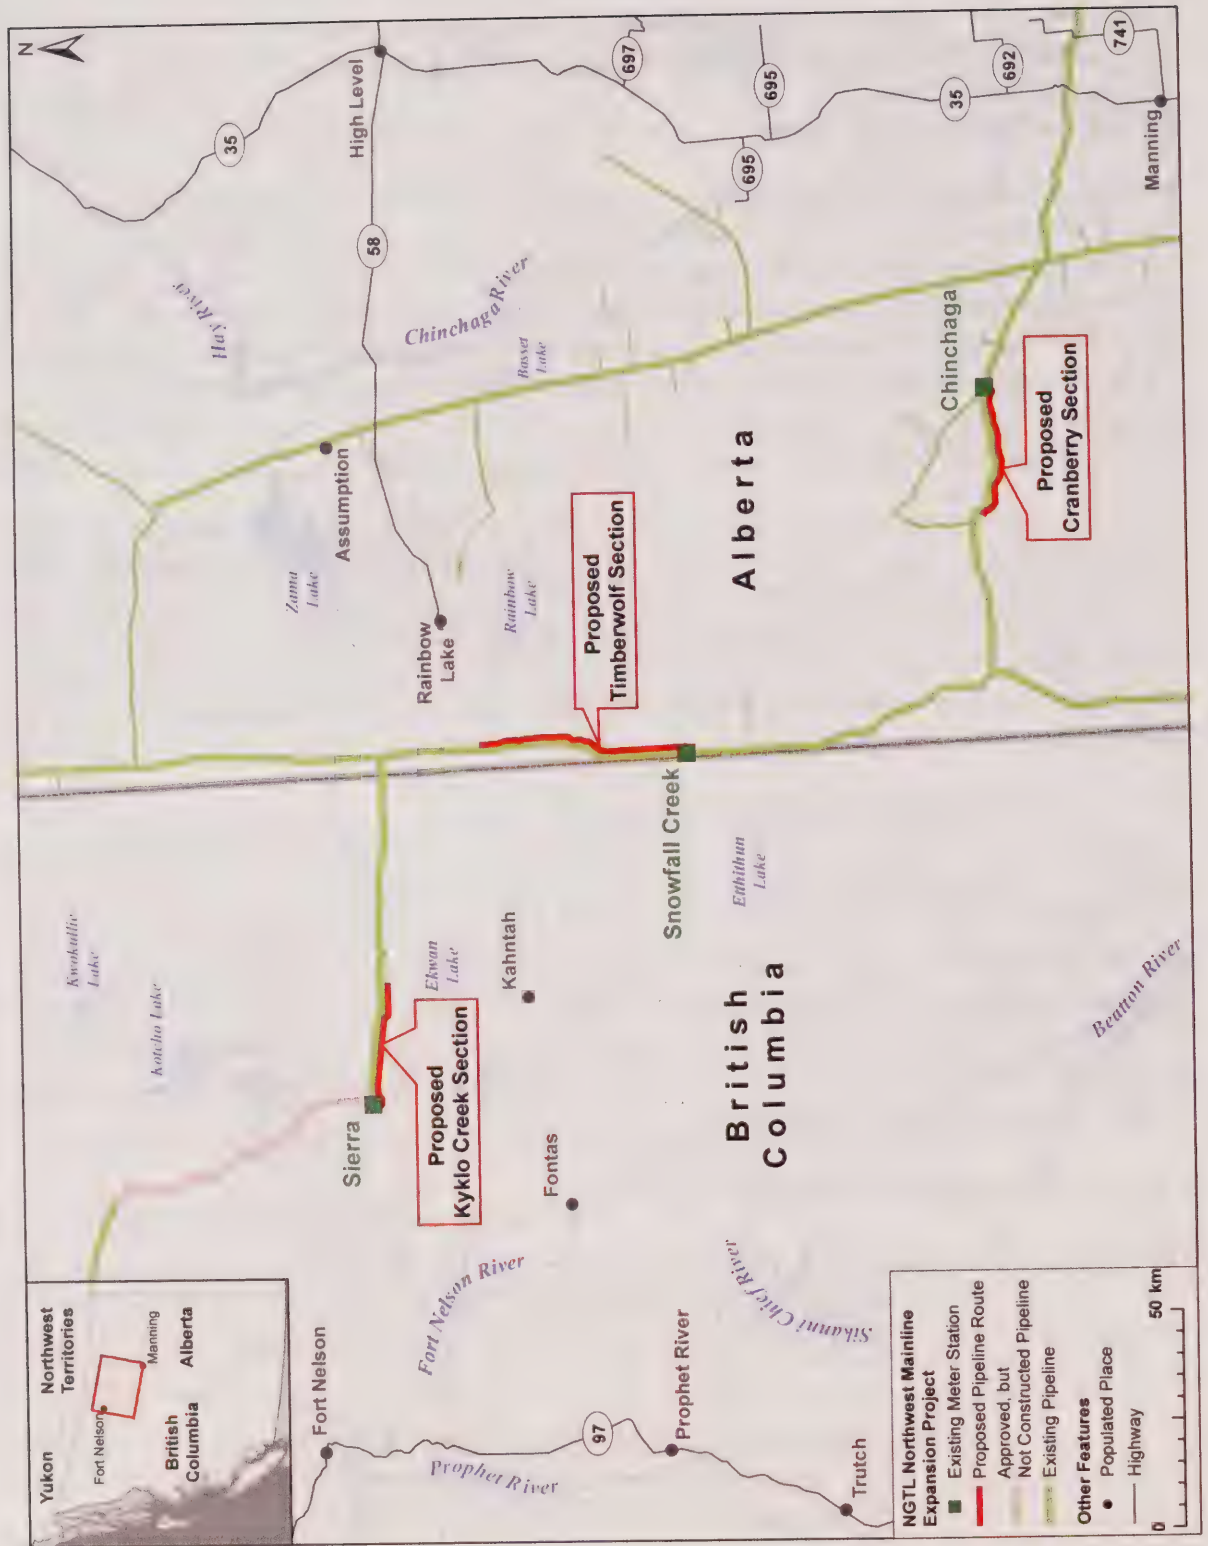 N
Yukon
Northwest
Territories
Fort Nelson
Manning
British
Columbia
Alberta
Kwokullie
Lake
Kotcho Lake
Hay River
35
High Level
58
Zama
Lake
Assumption
Chinchaga River
Basset
Lake
697
695
695
35
692
741
Manning
Sierra
Proposed
Kyklo Creek Section
Ekwan
Lake
Kahntah
Fontas
Rainbow
Lake
Rainbow
Lake
Proposed
Timberwolf Section
Snowfall Creek
Etthithun
Lake
Alberta
British
Columbia
Chinchaga
Proposed
Cranberry Section
Fort Nelson
Fort Nelson River
Prophet River
97
Prophet River
Sikanni Chief River
Trutch
Beatton River
NGTL Northwest Mainline
Expansion Project
Existing Meter Station
Proposed Pipeline Route
Approved, but
Not Constructed Pipeline
Existing Pipeline
Other Features
Populated Place
Highway
0
50 km